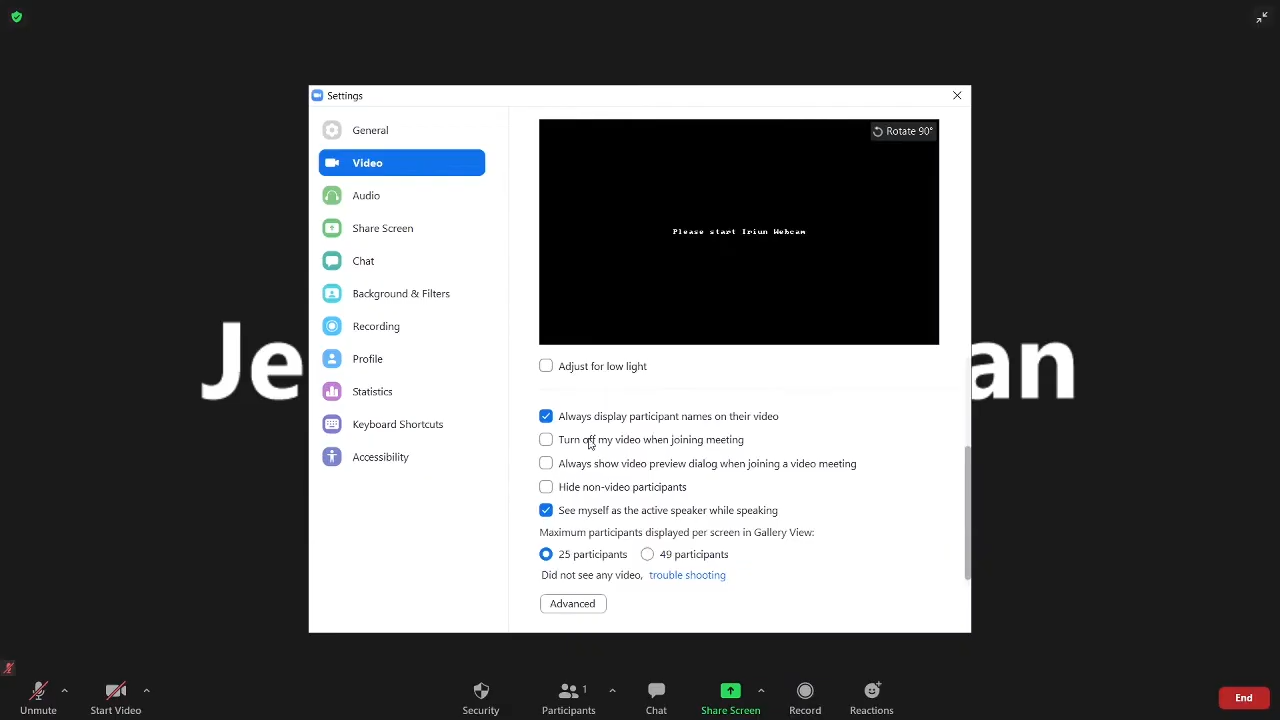 Settings
General
Video
Audio
Share Screen
Chat
Background & Filters
Recording
Profile
Statistics
Keyboard Shortcuts
Accessibility
Rotate 90°
Please start Iriun Webcam
Adjust for low light
Always display participant names on their video
Turn off my video when joining meeting
Always show video preview dialog when joining a video meeting
Hide non-video participants
See myself as the active speaker while speaking
Maximum participants displayed per screen in Gallery View:
25 participants 49 participants
Did not see any video, trouble shooting
Advanced
Je
an
Unmute
Start Video
Security
1
Participants
Chat
Share Screen
Record
Reactions
End